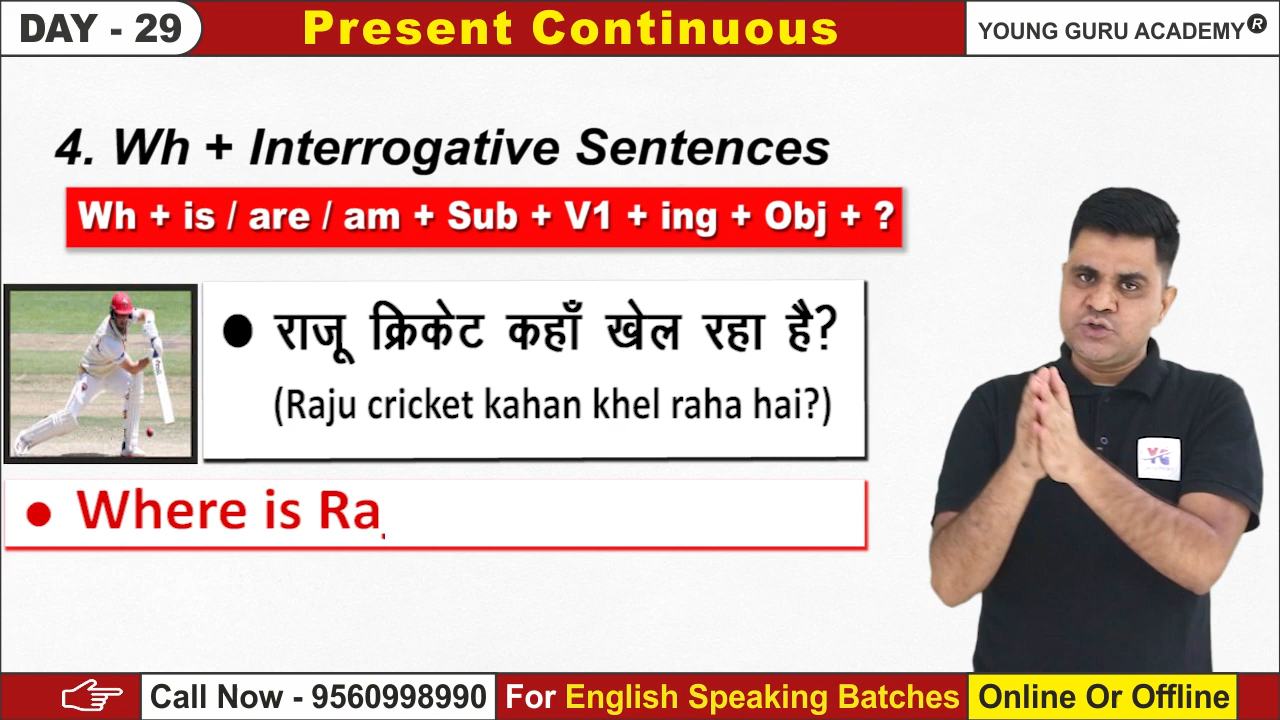 DAY - 29
Present Continuous
YOUNG GURU ACADEMY®
4. Wh + Interrogative Sentences
Wh + is / are / am + Sub + V1 + ing + Obj + ?
● राजू क्रिकेट कहाँ खेल रहा है?
(Raju cricket kahan khel raha hai?)
● Where is Ra
Call Now - 9560998990 For English Speaking Batches Online Or Offline